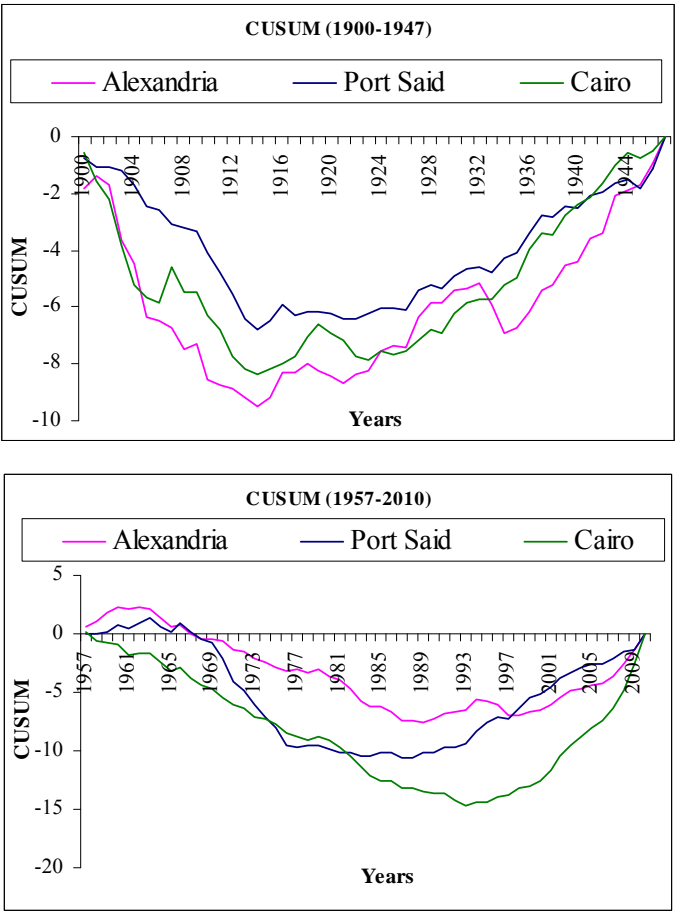 CUSUM (1900-1947)
Alexandria Port Said Cairo
0
-2
-4
-6
-8
-10
CUSUM
1900 1904 1908 1912 1916 1920 1924 1928 1932 1936 1940 1944
Years
CUSUM (1957-2010)
Alexandria Port Said Cairo
5
0
-5
-10
-15
-20
CUSUM
1957 1961 1965 1969 1973 1977 1981 1985 1989 1993 1997 2001 2005 2009
Years